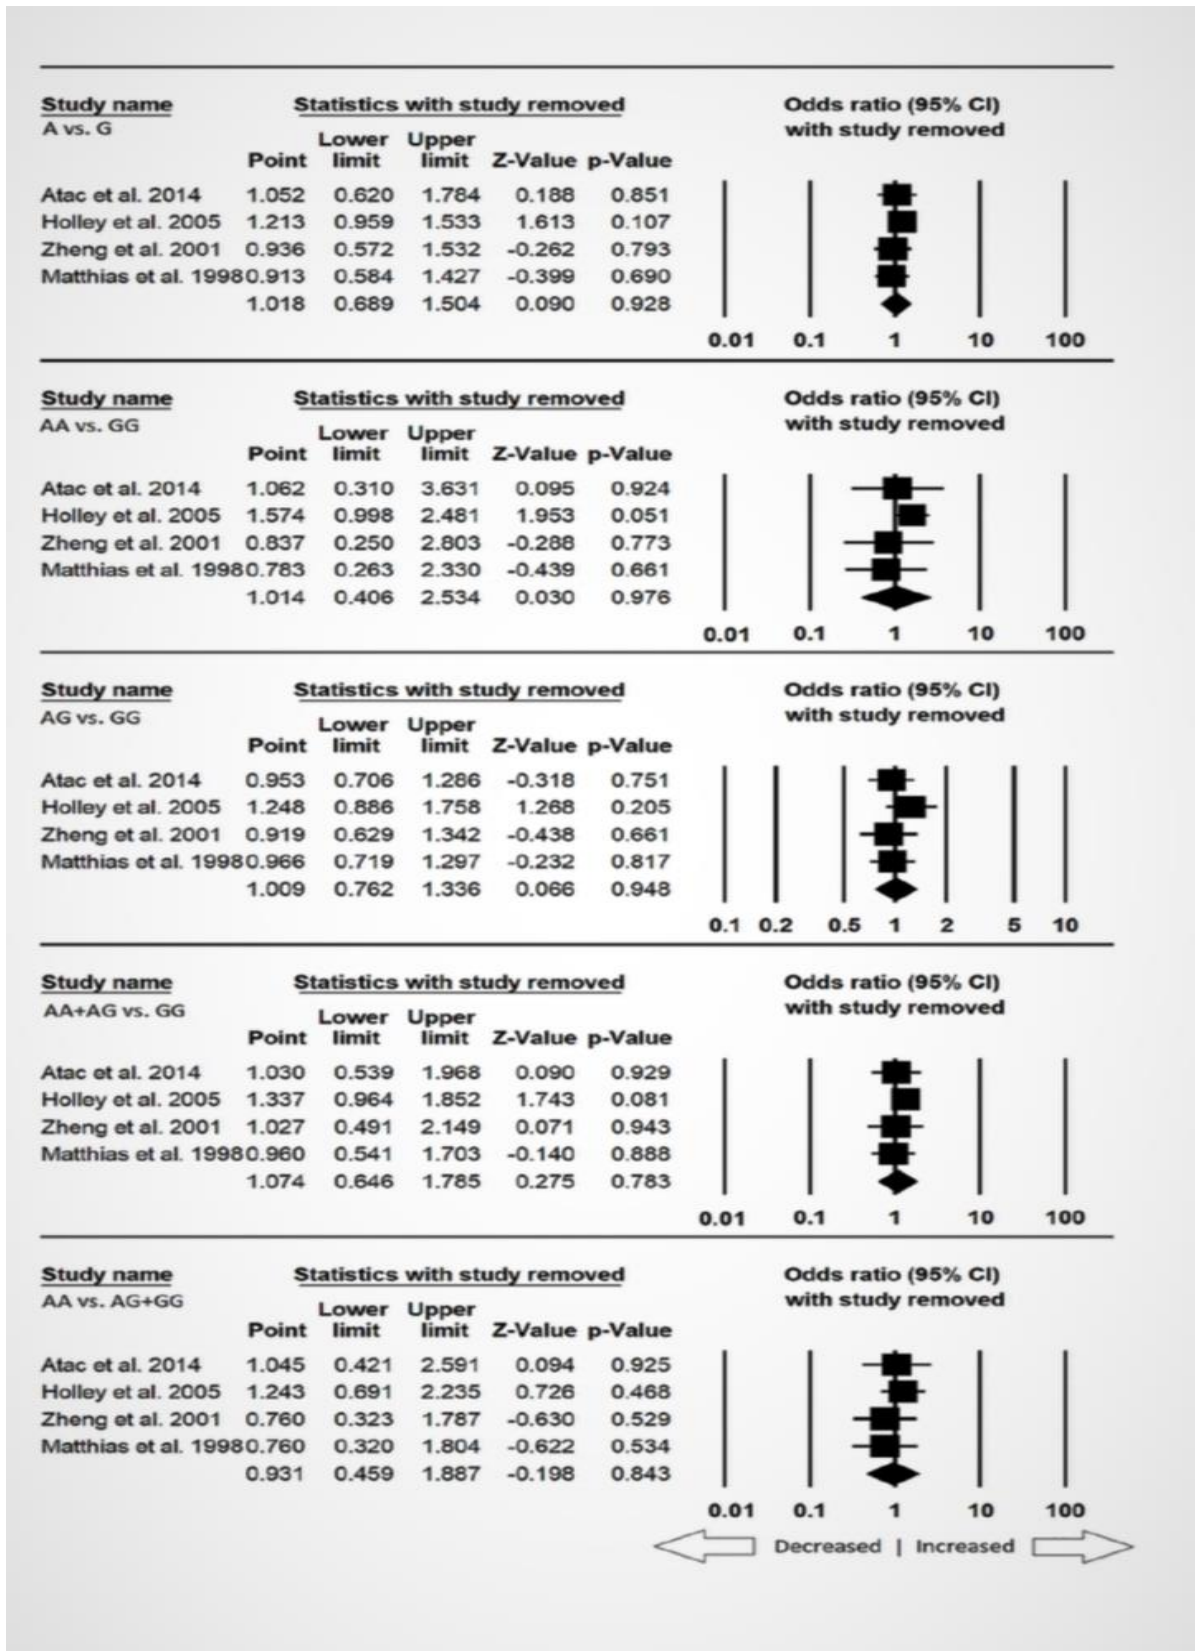 Study name Statistics with study removed Odds ratio (95% CI)
A vs. G with study removed
Lower Upper
Point limit limit Z-Value p-Value
Atac et al. 2014 1.052 0.620 1.784 0.188 0.851
Holley et al. 2005 1.213 0.959 1.533 1.613 0.107
Zheng et al. 2001 0.936 0.572 1.532 -0.262 0.793
Matthias et al. 1998 0.913 0.584 1.427 -0.399 0.690
1.018 0.689 1.504 0.090 0.928
0.01 0.1 1 10 100
Study name Statistics with study removed Odds ratio (95% CI)
AA vs. GG with study removed
Lower Upper
Point limit limit Z-Value p-Value
Atac et al. 2014 1.062 0.310 3.631 0.095 0.924
Holley et al. 2005 1.574 0.998 2.481 1.953 0.051
Zheng et al. 2001 0.837 0.250 2.803 -0.288 0.773
Matthias et al. 1998 0.783 0.263 2.330 -0.439 0.661
1.014 0.406 2.534 0.030 0.976
0.01 0.1 1 10 100
Study name Statistics with study removed Odds ratio (95% CI)
AG vs. GG with study removed
Lower Upper
Point limit limit Z-Value p-Value
Atac et al. 2014 0.953 0.706 1.286 -0.318 0.751
Holley et al. 2005 1.248 0.886 1.758 1.268 0.205
Zheng et al. 2001 0.919 0.629 1.342 -0.438 0.661
Matthias et al. 1998 0.966 0.719 1.297 -0.232 0.817
1.009 0.762 1.336 0.066 0.948
0.1 0.2 0.5 1 2 5 10
Study name Statistics with study removed Odds ratio (95% CI)
AA+AG vs. GG with study removed
Lower Upper
Point limit limit Z-Value p-Value
Atac et al. 2014 1.030 0.539 1.968 0.090 0.929
Holley et al. 2005 1.337 0.964 1.852 1.743 0.081
Zheng et al. 2001 1.027 0.491 2.149 0.071 0.943
Matthias et al. 1998 0.960 0.541 1.703 -0.140 0.888
1.074 0.646 1.785 0.275 0.783
0.01 0.1 1 10 100
Study name Statistics with study removed Odds ratio (95% CI)
AA vs. AG+GG with study removed
Lower Upper
Point limit limit Z-Value p-Value
Atac et al. 2014 1.045 0.421 2.591 0.094 0.925
Holley et al. 2005 1.243 0.691 2.235 0.726 0.468
Zheng et al. 2001 0.760 0.323 1.787 -0.630 0.529
Matthias et al. 1998 0.760 0.320 1.804 -0.622 0.534
0.931 0.459 1.887 -0.198 0.843
0.01 0.1 1 10 100
Decreased | Increased